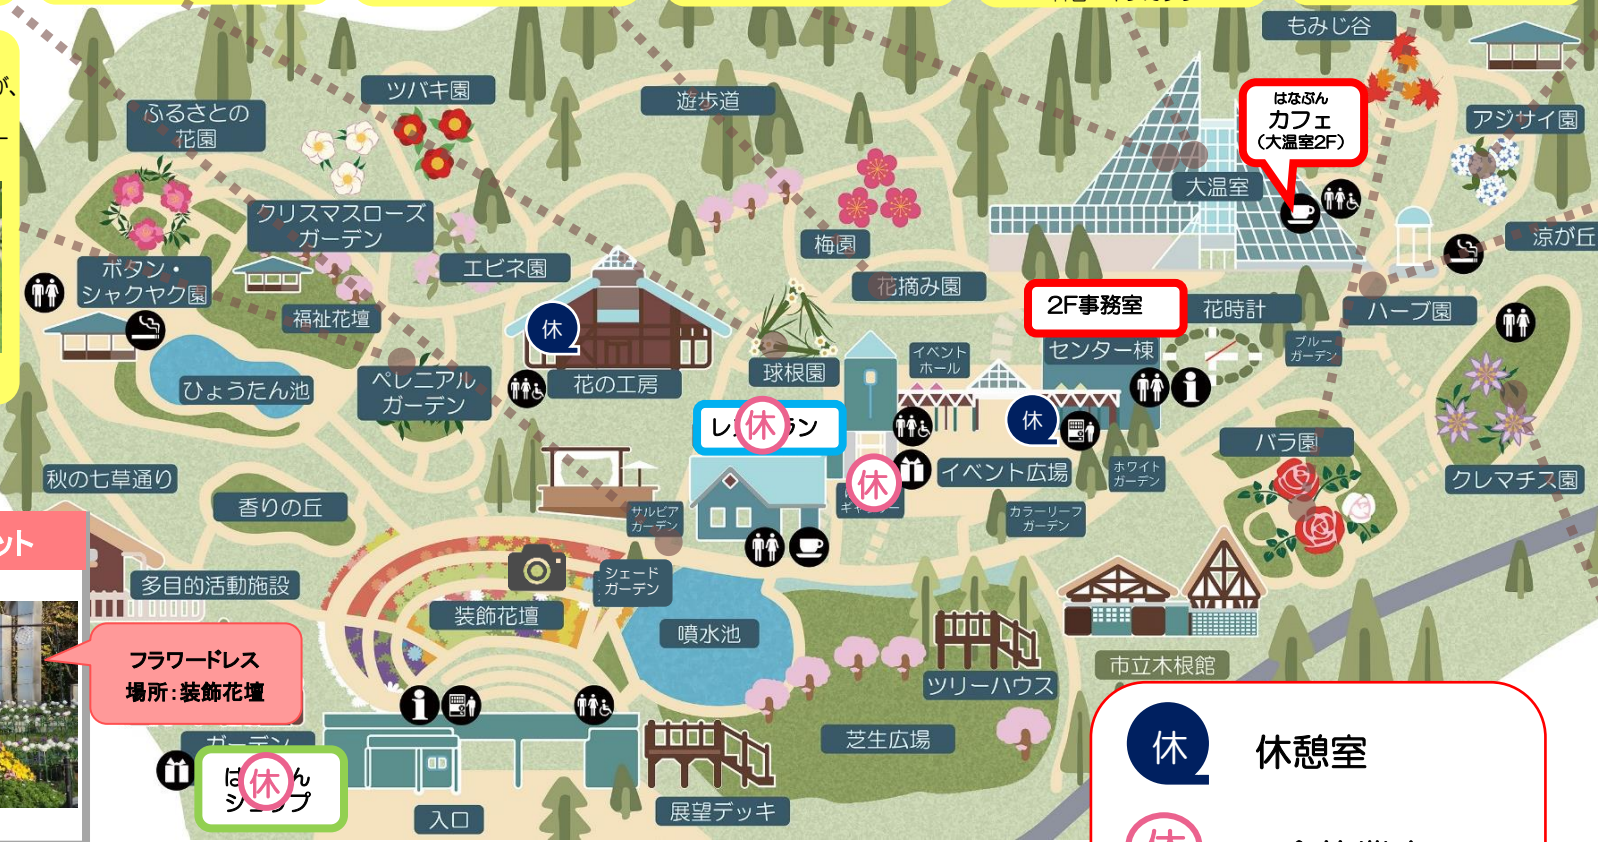 もみじ谷
が、
ツバキ園
遊歩道
はなぶん
カフェ
（大温室2F）
ふるさとの
花園
アジサイ園
大温室
クリスマスローズ
ガーデン
梅園
涼が丘
エビネ園
ボタン・
シャクヤク園
花摘み園
2F事務室
花時計
ハーブ園
福祉花壇
休
イベント
ホール
センター棟
ブルー
ガーデン
球根園
ひょうたん池
ペレニアル
ガーデン
花の工房
休
休
バラ園
秋の七草通り
休
イベント広場
ホワイト
ガーデン
クレマチス園
香りの丘
サルビア
ガーデン
カラーリーフ
ガーデン
ット
多目的活動施設
シェード
ガーデン
装飾花壇
噴水池
フラワードレス
場所：装飾花壇
市立木根館
ツリーハウス
ガーデン
芝生広場
休
休 休憩室
展望デッキ
入口